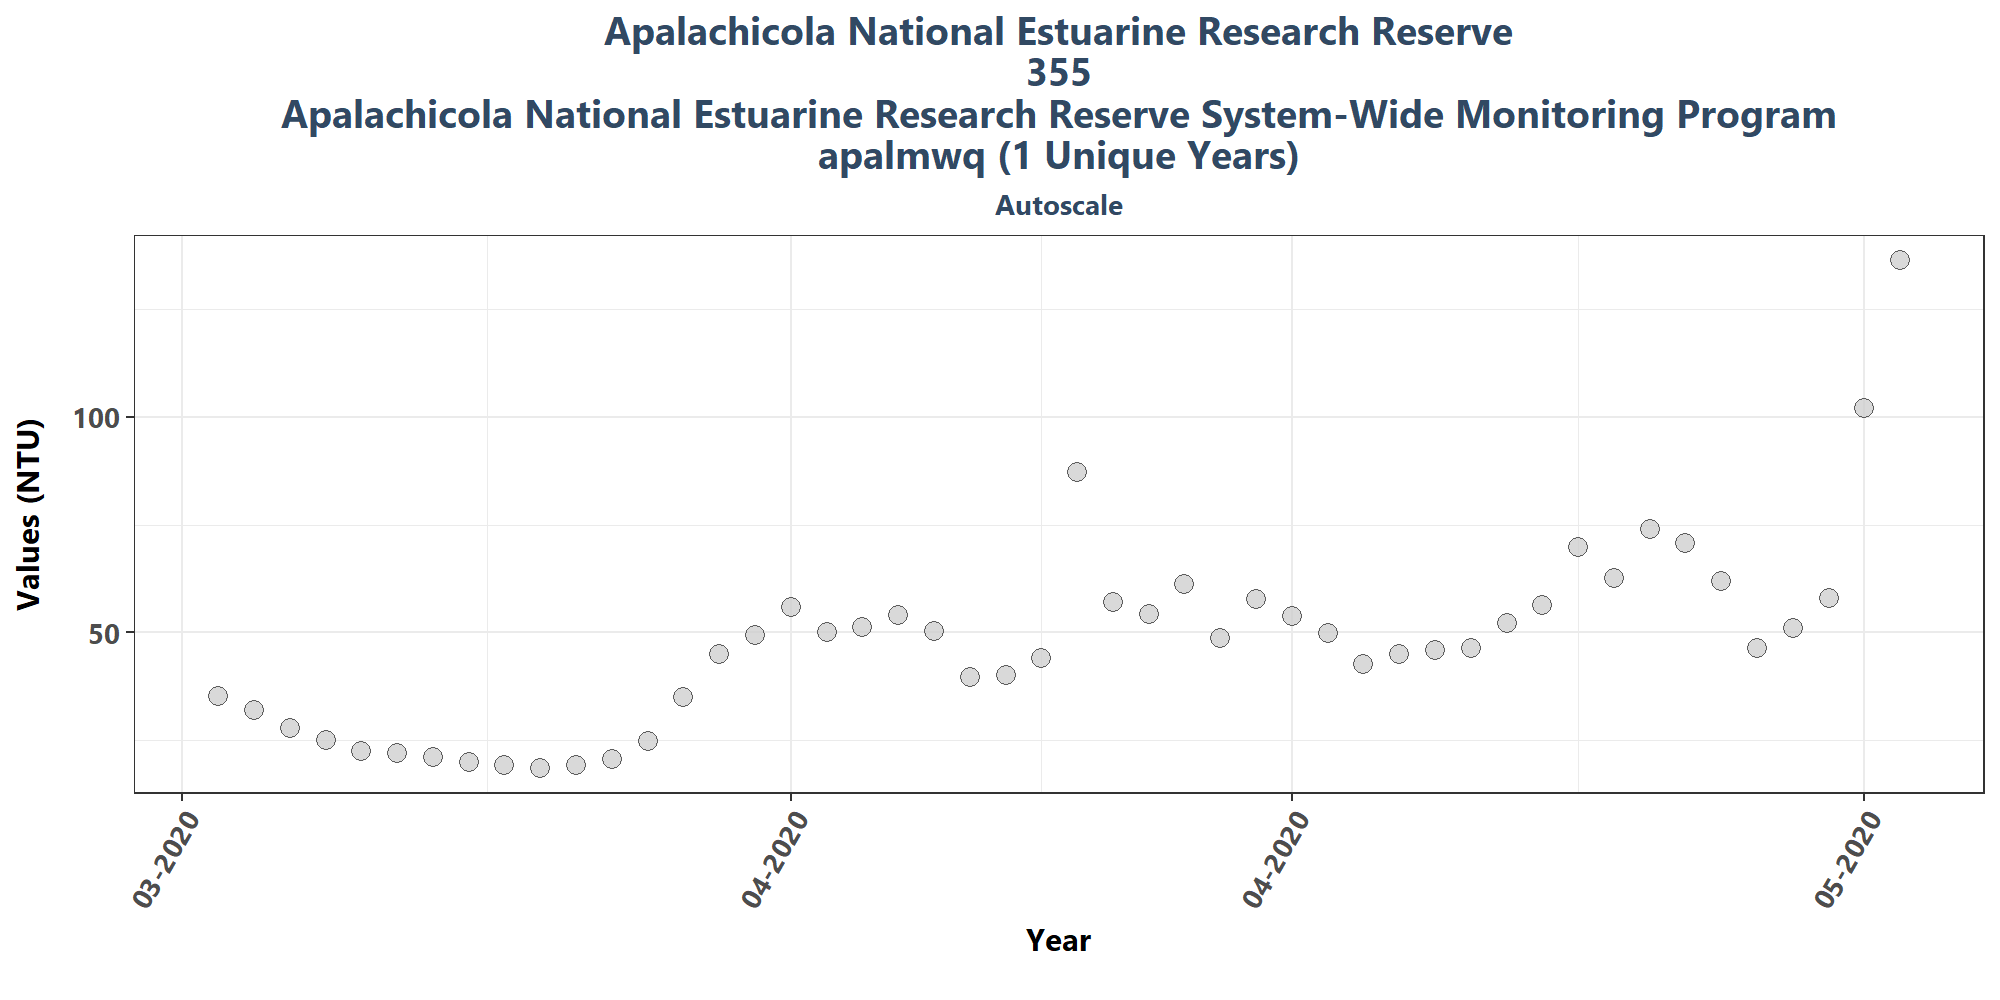 Apalachicola National Estuarine Research Reserve
355
Apalachicola National Estuarine Research Reserve System-Wide Monitoring Program
apalmwq (1 Unique Years)
Autoscale
Values (NTU)
100
50
03-2020
04-2020
04-2020
05-2020
Year